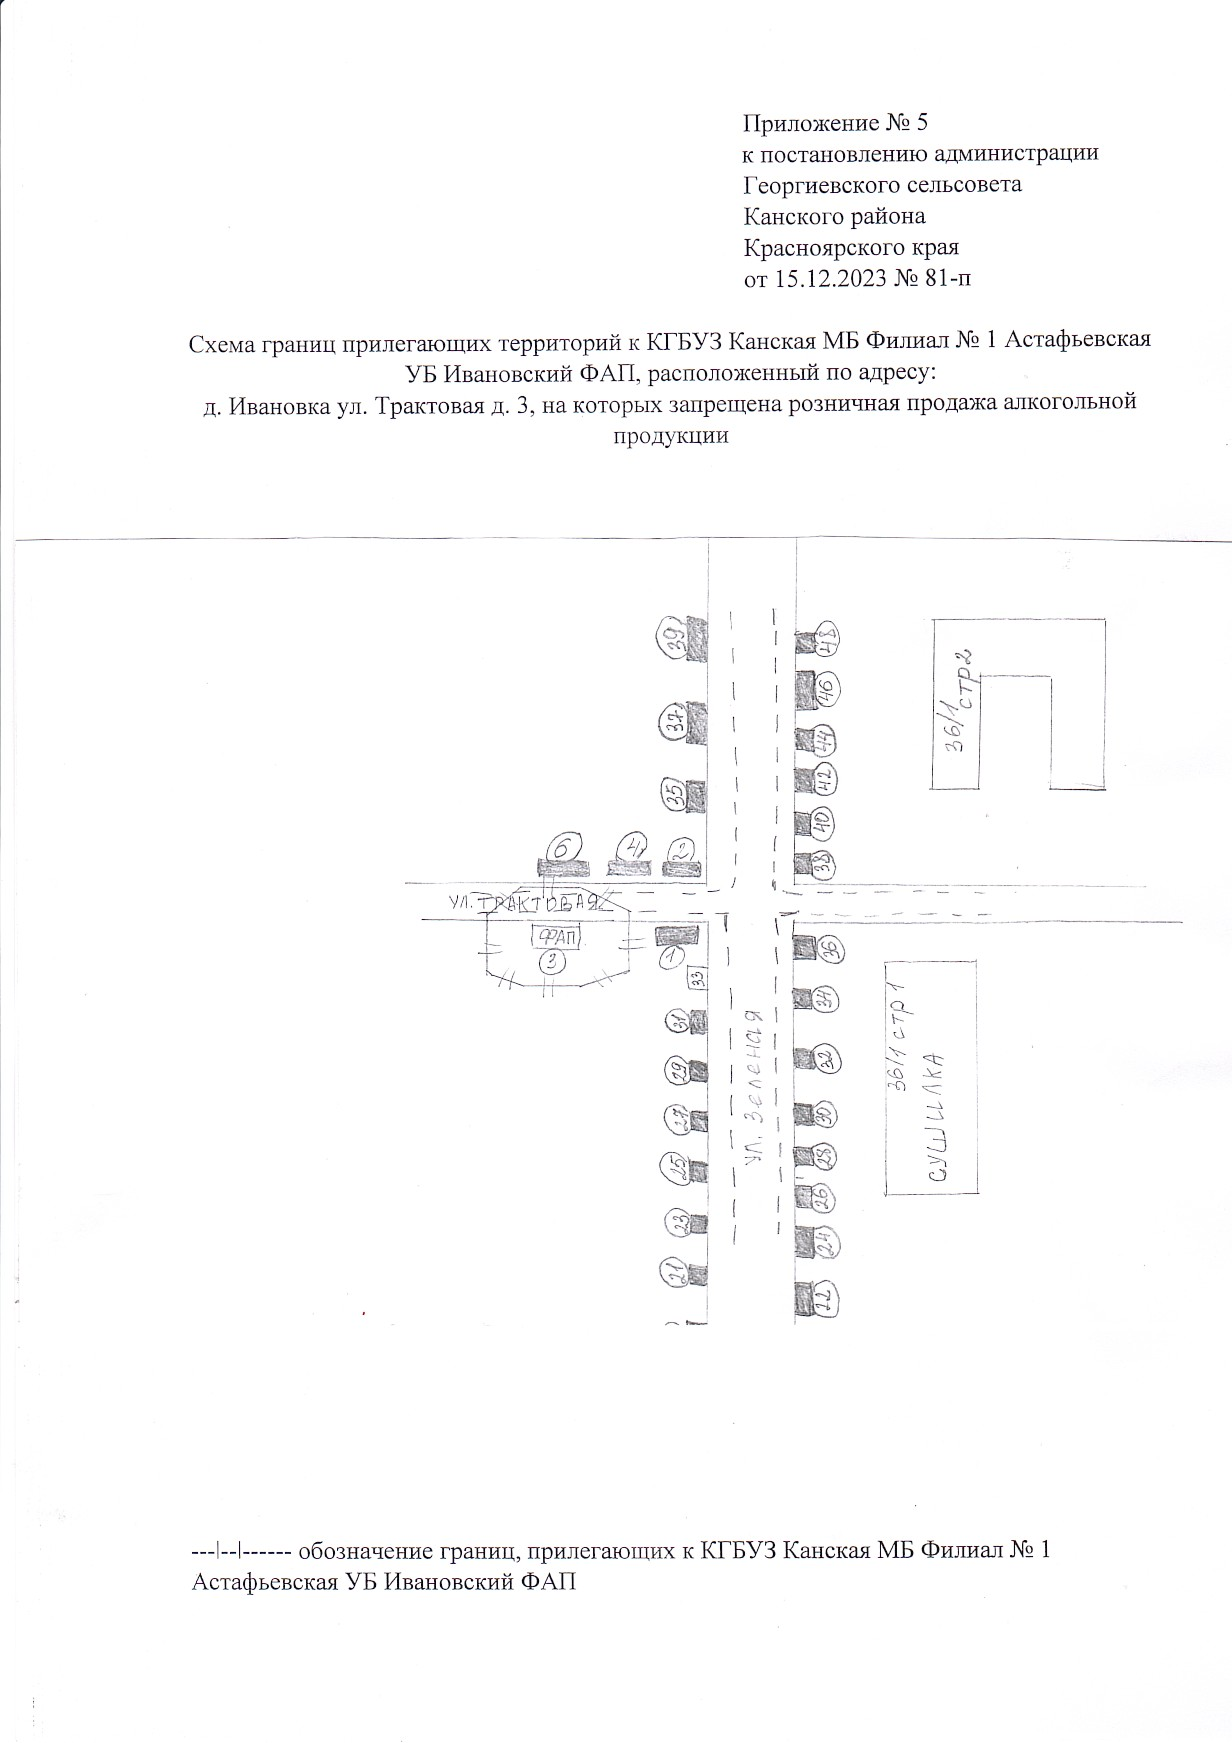 Приложение № 5
к постановлению администрации
Георгиевского сельсовета
Канского района
Красноярского края
от 15.12.2023 № 81-п
Схема границ прилегающих территорий к КГБУЗ Канская МБ Филиал № 1 Астафьевская
УБ Ивановский ФАП, расположенный по адресу:
д. Ивановка ул. Трактовая д. 3, на которых запрещена розничная продажа алкогольной
продукции
39
48
46
37
44
35
42
40
38
36/1
стр2
6
4
2
ул. ТРАКТОВАЯ
ФАП
3
1
33
36
34
31
32
29
27
30
25
28
26
23
24
21
22
ул. Зеленая
36/1 стр 1
СУШИЛКА
---|--|------ обозначение границ, прилегающих к КГБУЗ Канская МБ Филиал № 1
Астафьевская УБ Ивановский ФАП